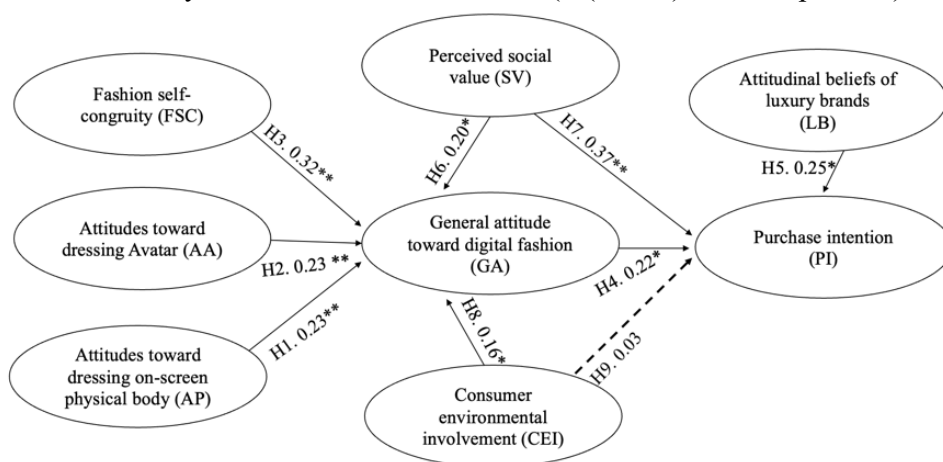 Perceived social
value (SV)
Attitudinal beliefs of
luxury brands
(LB)
Fashion self-
congruity (FSC)
H3. 0.32**
H6. 0.20*
H7. 0.37**
H5. 0.25*
Attitudes toward
dressing Avatar (AA)
H2. 0.23 **
General attitude
toward digital fashion
(GA)
H4. 0.22*
Purchase intention
(PI)
H1. 0.23**
H8. 0.16*
H9. 0.03
Attitudes toward
dressing on-screen
physical body (AP)
Consumer
environmental
involvement (CEI)